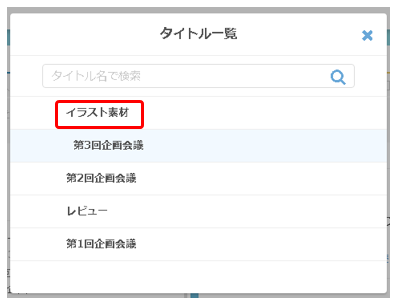 タイトル一覧
タイトル名で検索
イラスト素材
第3回企画会議
第2回企画会議
レビュー
第1回企画会議